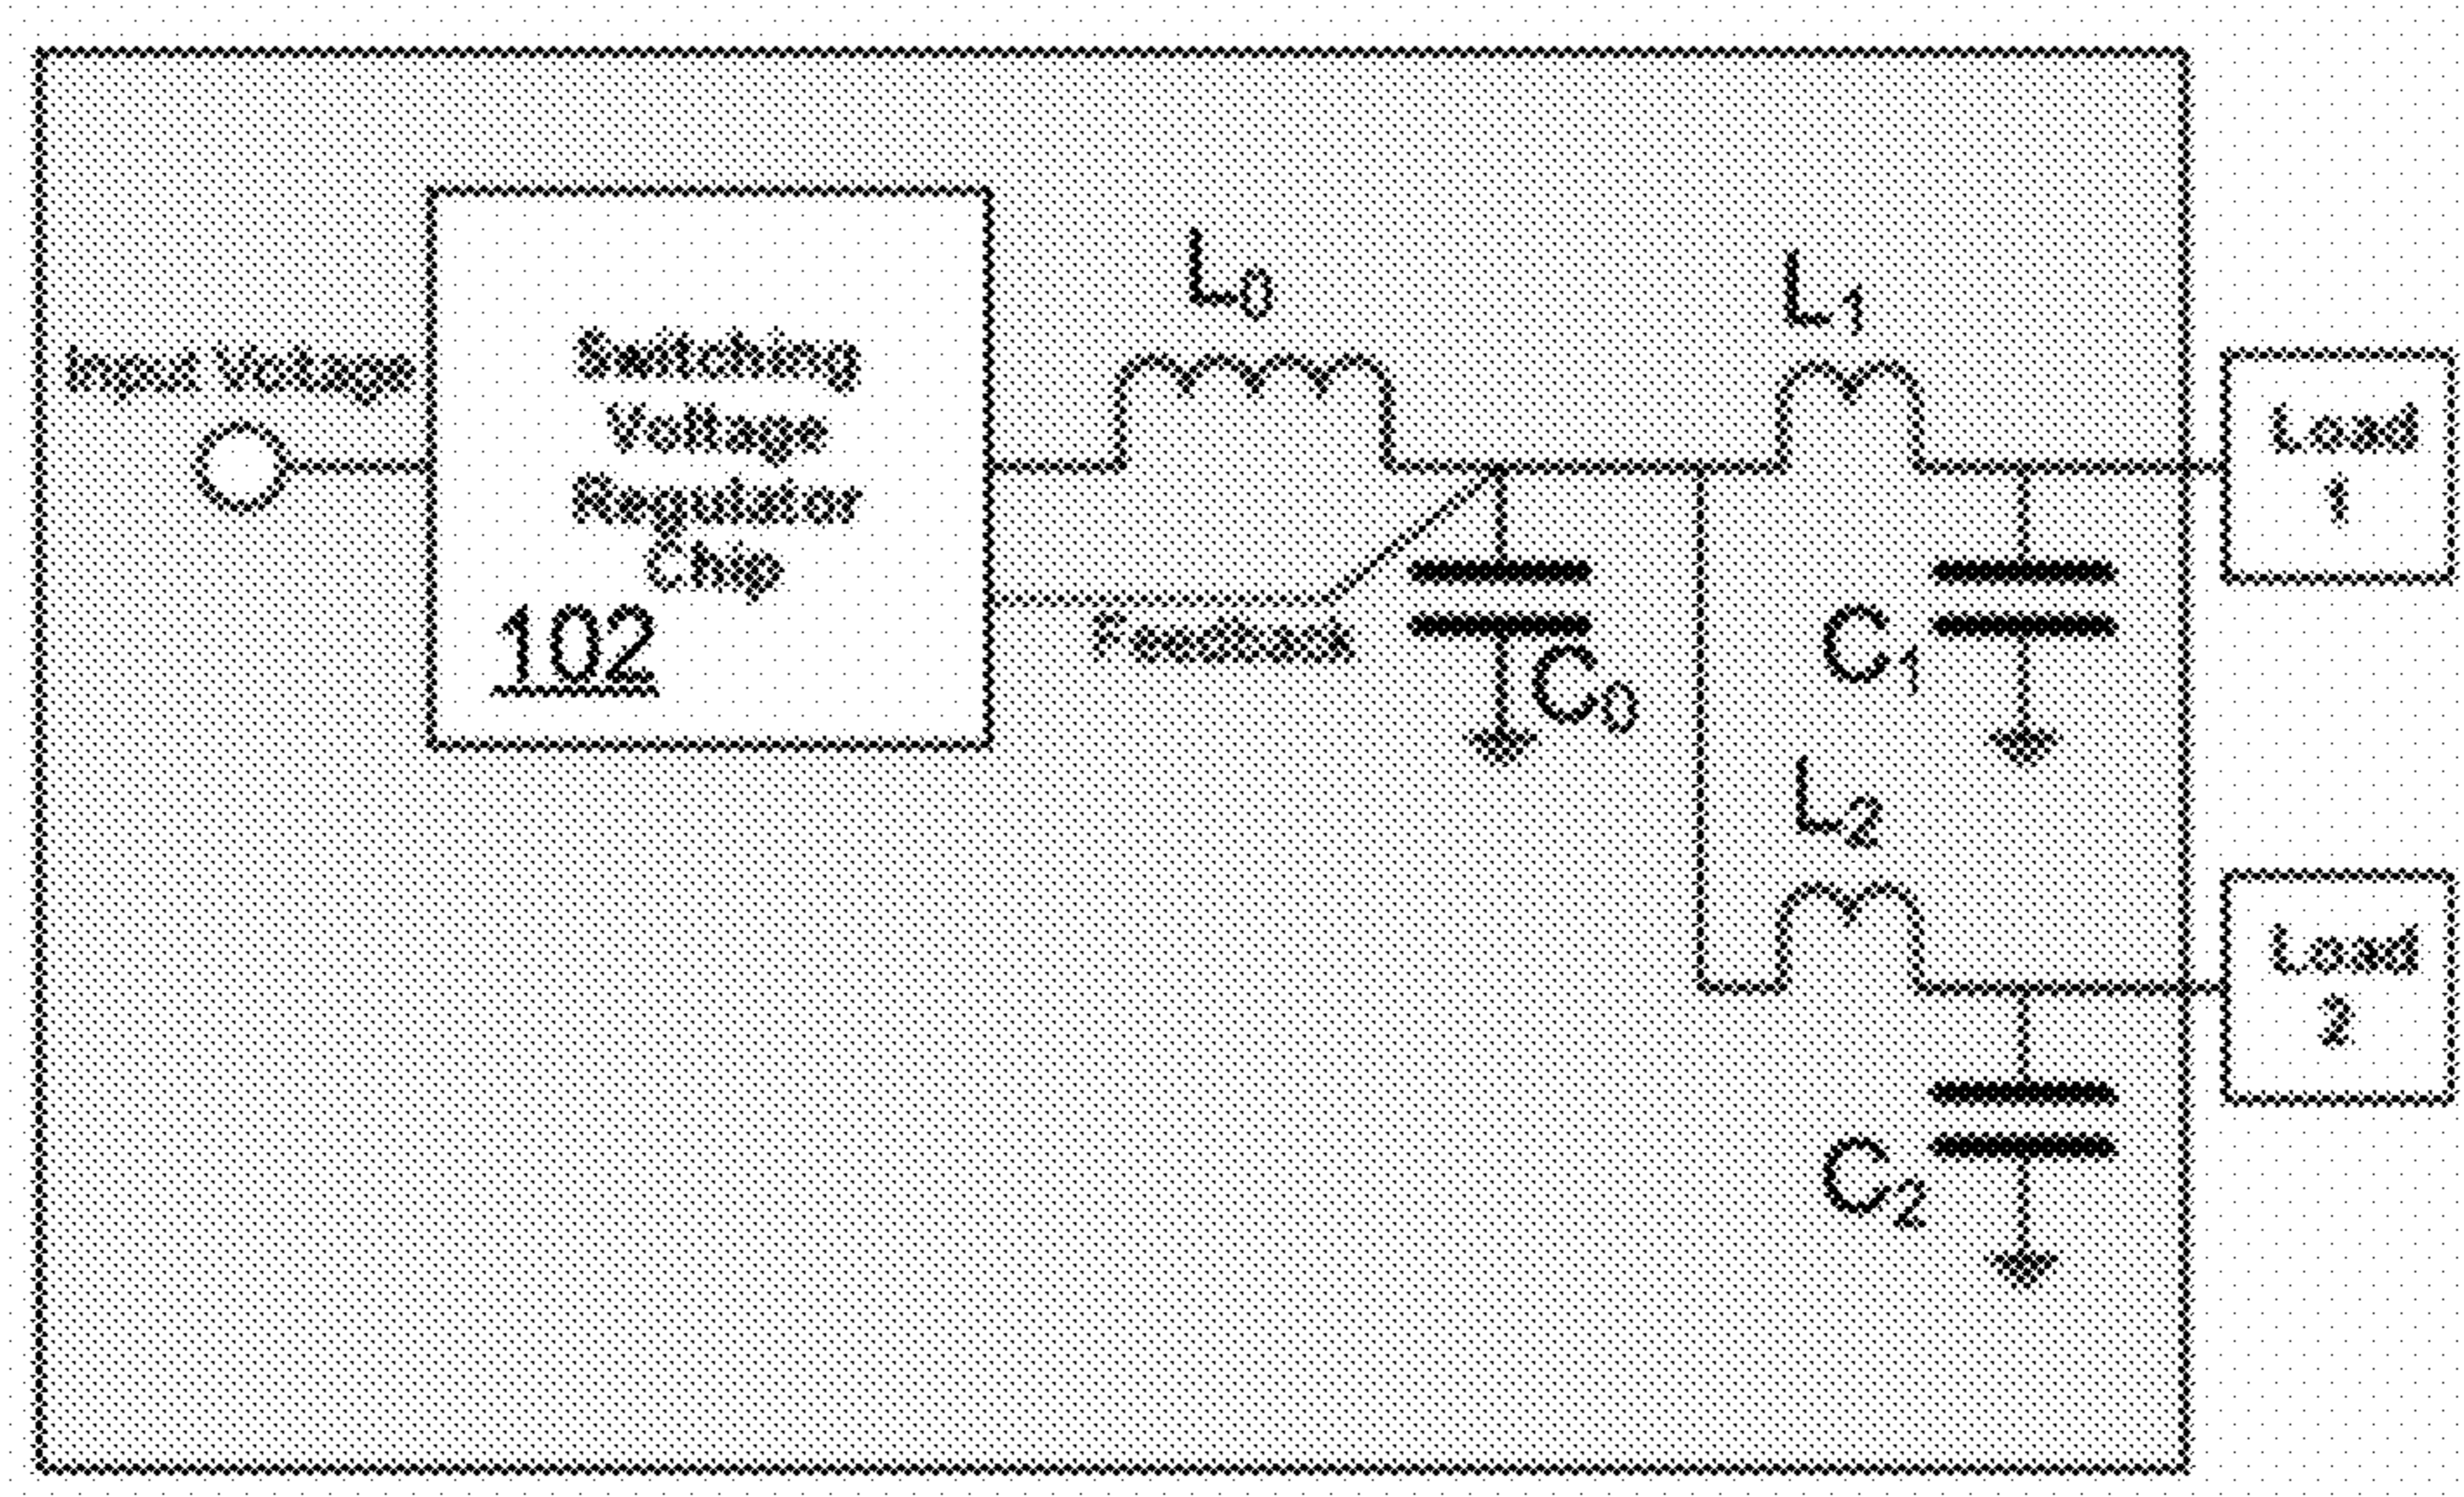 Input Voltage
Switching
Voltage
Regulator
Chip
102
L0
Feedback
C0
L1
C1
L2
C2
Load
1
Load
2